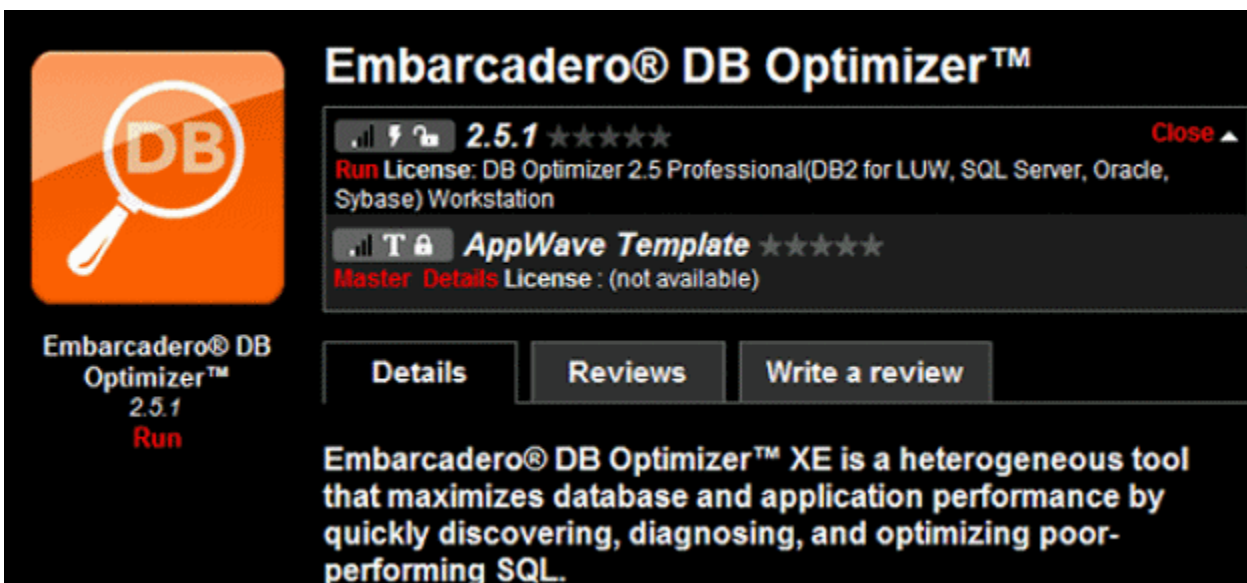 DB
Embarcadero® DB
Optimizer™
2.5.1
Run
Embarcadero® DB Optimizer™
2.5.1
Close
Run License: DB Optimizer 2.5 Professional(DB2 for LUW, SQL Server, Oracle,
Sybase) Workstation
T AppWave Template
Master Details License : (not available)
Details Reviews Write a review
Embarcadero® DB Optimizer™ XE is a heterogeneous tool
that maximizes database and application performance by
quickly discovering, diagnosing, and optimizing poor-
performing SQL.